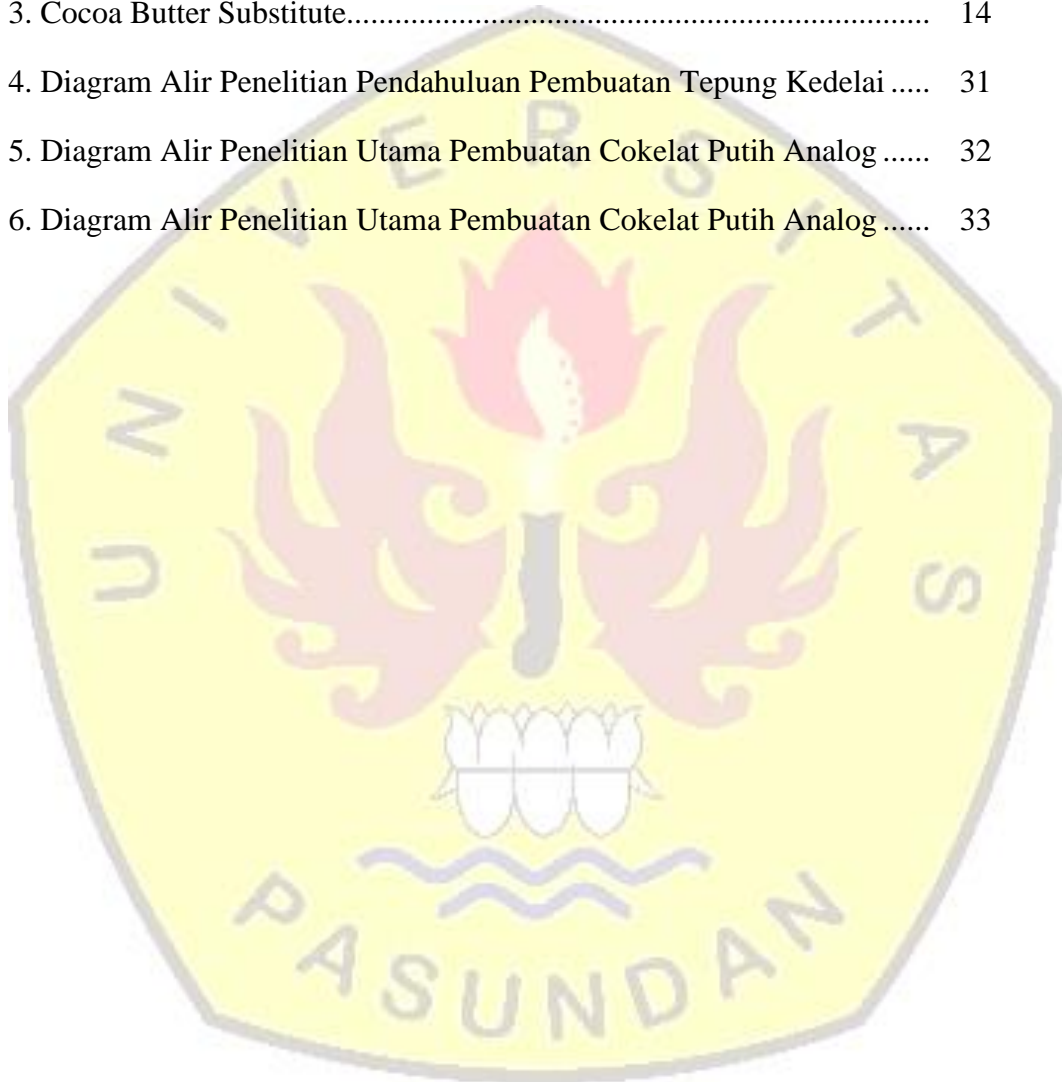 3. Cocoa Butter Substitute....................................................................... 14
4. Diagram Alir Penelitian Pendahuluan Pembuatan Tepung Kedelai ..... 31
5. Diagram Alir Penelitian Utama Pembuatan Cokelat Putih Analog ...... 32
6. Diagram Alir Penelitian Utama Pembuatan Cokelat Putih Analog ...... 33
UNIVERSITAS
PASUNDAN